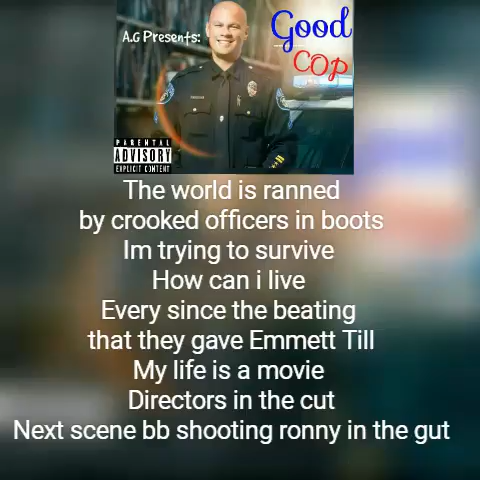 A.G Presents:
Good
Cop
PARENTAL
ADVISORY
EXPLICIT CONTENT
The world is ranned
by crooked officers in boots
Im trying to survive
How can i live
Every since the beating
that they gave Emmett Till
My life is a movie
Directors in the cut
Next scene bb shooting ronny in the gut